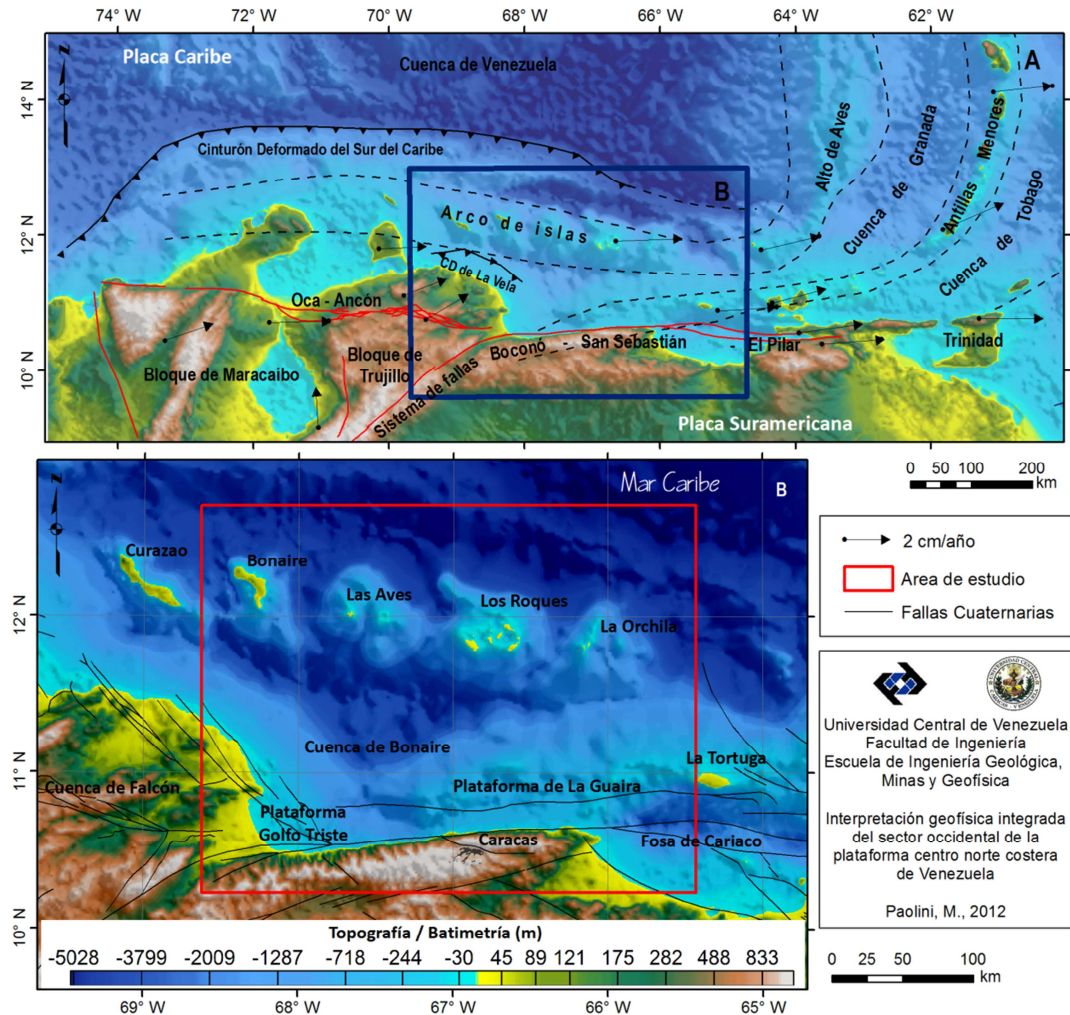 74° W 72° W 70° W 68° W 66° W 64° W 62° W
14° N
12° N
10° N
N
A
Placa Caribe
Cuenca de Venezuela
Cinturón Deformado del Sur del Caribe
Alto de Aves
Cuenca de Granada
Antillas Menores
Cuenca de Tobago
B
Arco de islas
CD de La Vela
Oca - Ancón
Bloque de Maracaibo
Bloque de
Trujillo
Sistema de fallas Boconó - San Sebastián - El Pilar
Trinidad
Placa Suramericana
0 50 100 200
km
N
Mar Caribe
B
12° N
11° N
10° N
Curazao
Bonaire
Las Aves
Los Roques
La Orchila
Cuenca de Bonaire
La Tortuga
Cuenca de Falcón
Plataforma de La Guaira
Plataforma
Golfo Triste
Caracas
Fosa de Cariaco
Topografía / Batimetría (m)
-5028 -3799 -2009 -1287 -718 -244 -30 45 89 121 175 282 488 833
69° W 68° W 67° W 66° W 65° W
2 cm/año
Area de estudio
Fallas Cuaternarias
Universidad Central de Venezuela
Facultad de Ingeniería
Escuela de Ingeniería Geológica,
Minas y Geofísica
Interpretación geofísica integrada
del sector occidental de la
plataforma centro norte costera
de Venezuela
Paolini, M., 2012
0 25 50 100
km